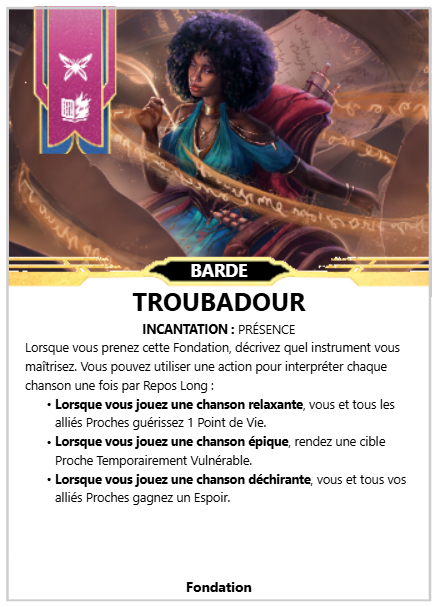 BARDE
TROUBADOUR
INCANTATION : PRÉSENCE
Lorsque vous prenez cette Fondation, décrivez quel instrument vous
maîtrisez. Vous pouvez utiliser une action pour interpréter chaque
chanson une fois par Repos Long :
• Lorsque vous jouez une chanson relaxante, vous et tous les
alliés Proches guérissez 1 Point de Vie.
• Lorsque vous jouez une chanson épique, rendez une cible
Proche Temporairement Vulnérable.
• Lorsque vous jouez une chanson déchirante, vous et tous vos
alliés Proches gagnez un Espoir.
Fondation